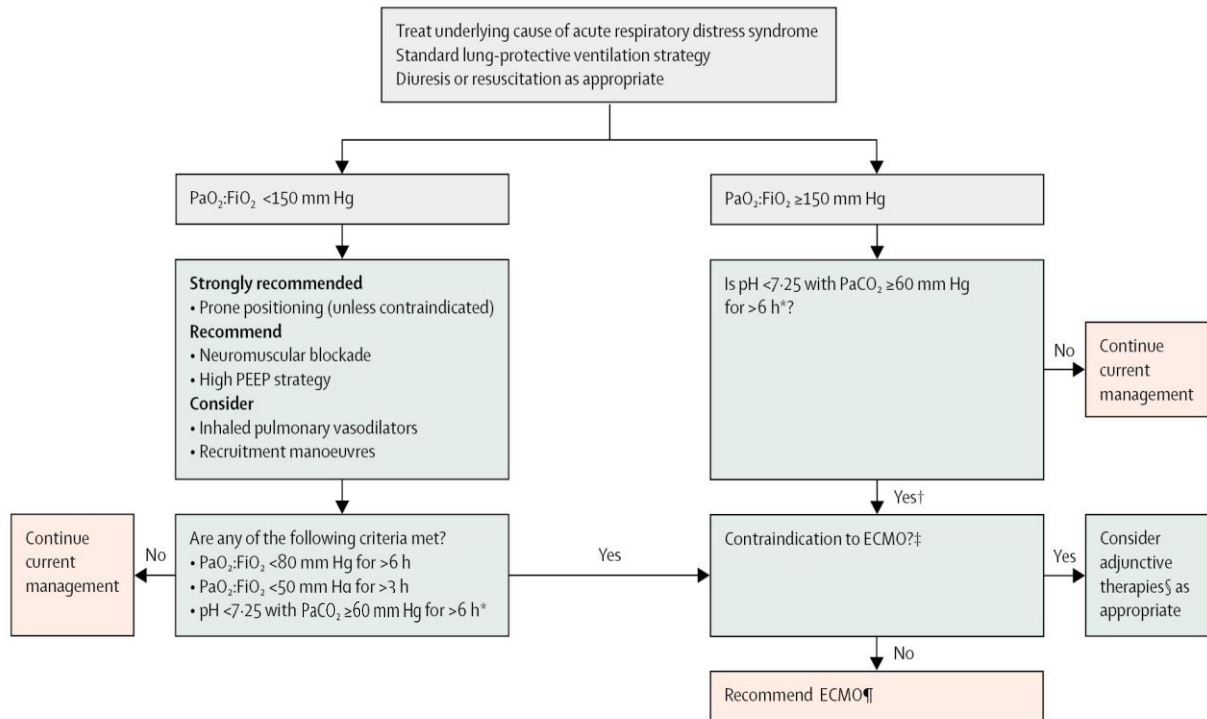 Treat underlying cause of acute respiratory distress syndrome
Standard lung-protective ventilation strategy
Diuresis or resuscitation as appropriate
PaO₂:FiO₂ <150 mm Hg
PaO₂:FiO₂ ≥150 mm Hg
Strongly recommended
• Prone positioning (unless contraindicated)
Recommend
• Neuromuscular blockade
• High PEEP strategy
Consider
• Inhaled pulmonary vasodilators
• Recruitment manoeuvres
Is pH <7·25 with PaCO₂ ≥60 mm Hg
for >6 h*?
No
Continue
current
management
Yes†
Continue
current
management
No
Are any of the following criteria met?
• PaO₂:FiO₂ <80 mm Hg for >6 h
• PaO₂:FiO₂ <50 mm Hg for >3 h
• pH <7·25 with PaCO₂ ≥60 mm Hg for >6 h*
Yes
Contraindication to ECMO?‡
Yes
Consider
adjunctive
therapies§ as
appropriate
No
Recommend ECMO¶